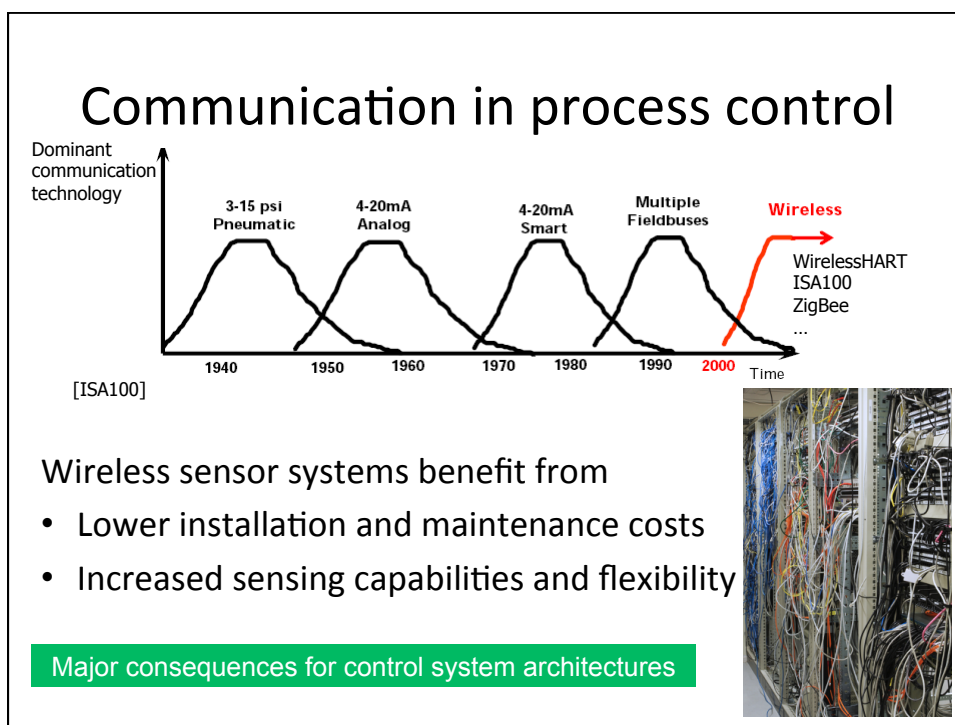 Communication in process control
Dominant
communication
technology
3-15 psi
Pneumatic
4-20mA
Analog
4-20mA
Smart
Multiple
Fieldbuses
Wireless
WirelessHART
ISA100
ZigBee
...
1940
1950
1960
1970
1980
1990
2000
Time
[ISA100]
Wireless sensor systems benefit from
• Lower installation and maintenance costs
• Increased sensing capabilities and flexibility
Major consequences for control system architectures